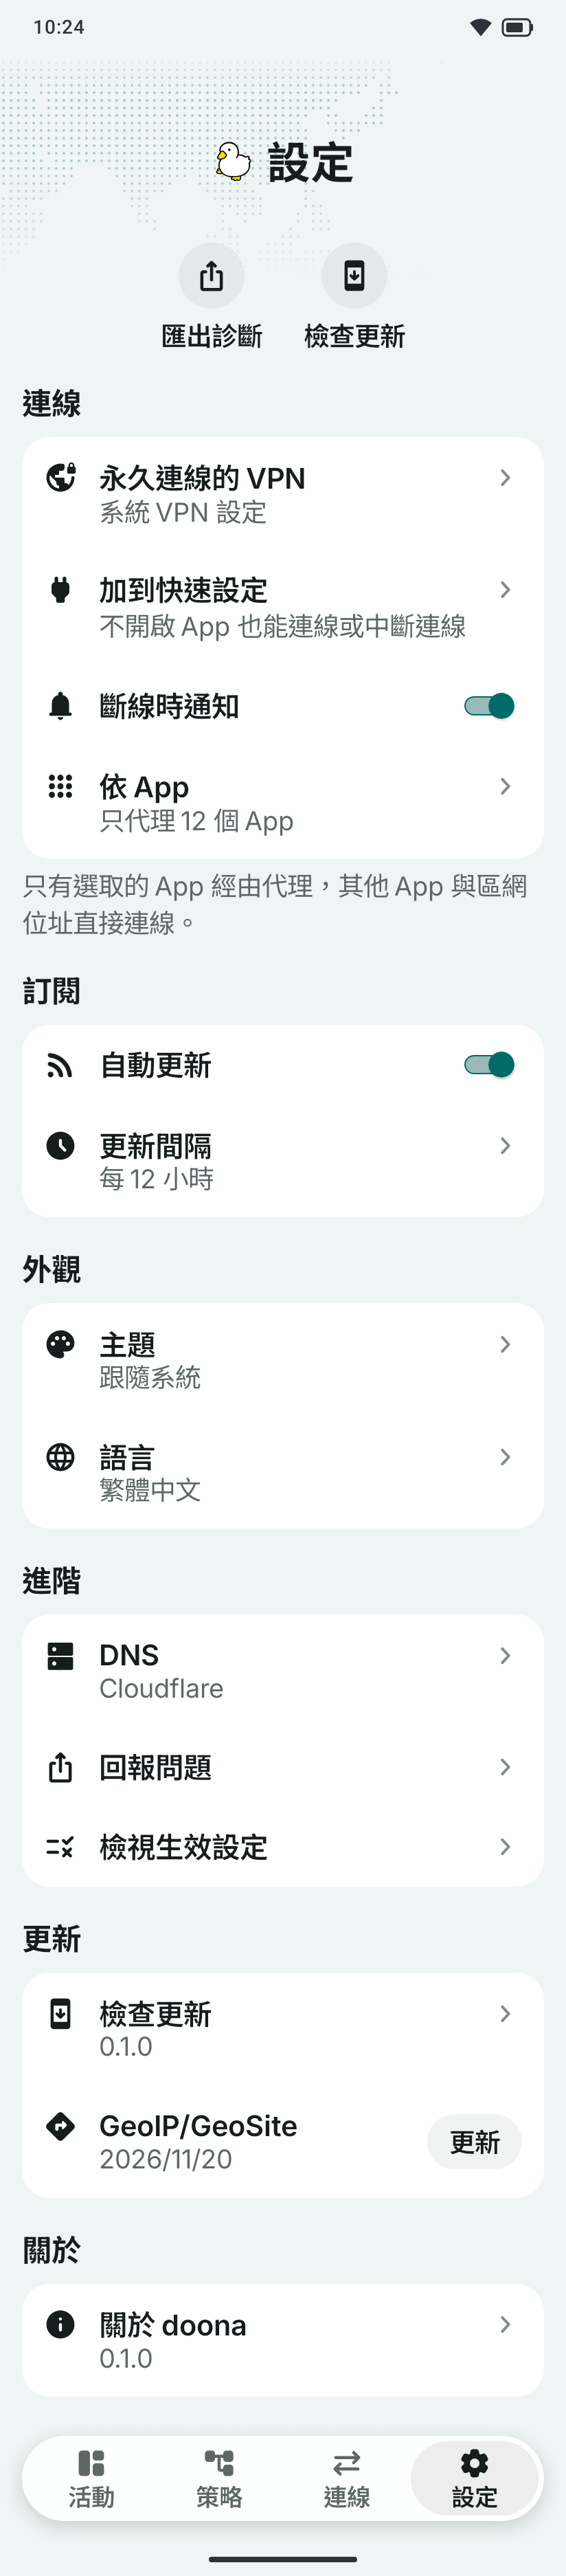 10:24
設定
匯出診斷
檢查更新
連線
永久連線的 VPN
系統 VPN 設定
加到快速設定
不開啟 App 也能連線或中斷連線
斷線時通知
依 App
只代理 12 個 App
只有選取的 App 經由代理，其他 App 與區網
位址直接連線。
訂閱
自動更新
更新間隔
每 12 小時
外觀
主題
跟隨系統
語言
繁體中文
進階
DNS
Cloudflare
回報問題
檢視生效設定
更新
檢查更新
0.1.0
GeoIP/GeoSite
2026/11/20
更新
關於
關於 doona
0.1.0
活動
策略
連線
設定